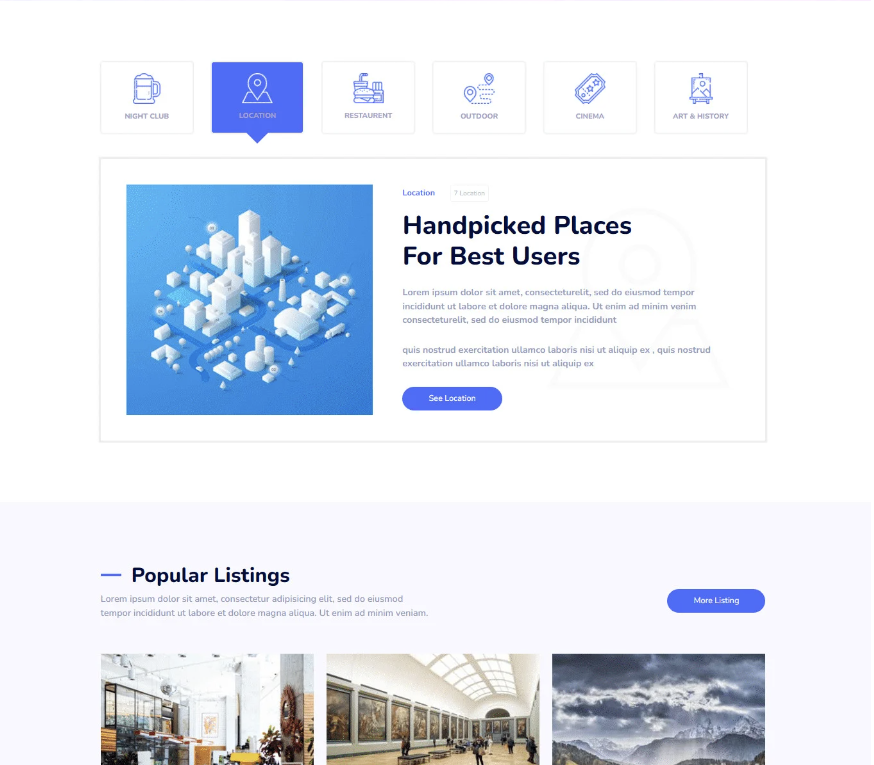 NIGHT CLUB
LOCATION
RESTAURENT
OUTDOOR
CINEMA
ART & HISTORY
Location
7 Location
Handpicked Places
For Best Users
Lorem ipsum dolor sit amet, consecteturelit, sed do eiusmod tempor
incididunt ut labore et dolore magna aliqua. Ut enim ad minim venim
consecteturelit, sed do eiusmod tempor incididunt
quis nostrud exercitation ullamco laboris nisi ut aliquip ex , quis nostrud
exercitation ullamco laboris nisi ut aliquip ex
See Location
Popular Listings
Lorem ipsum dolor sit amet, consectetur adipisicing elit, sed do eiusmod
tempor incididunt ut labore et dolore magna aliqua. Ut enim ad minim veniam.
More Listing